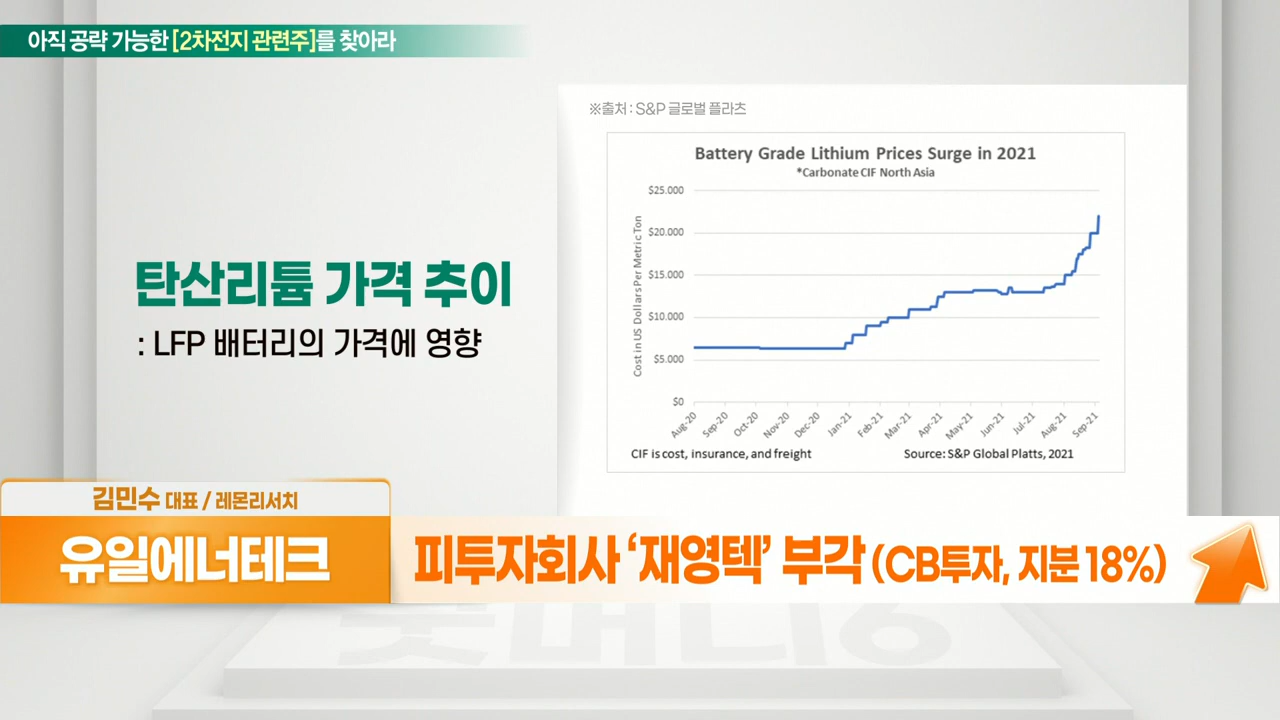 아직 공략 가능한 [2차전지 관련주]를 찾아라
※출처 : S&P 글로벌 플라츠
Battery Grade Lithium Prices Surge in 2021
*Carbonate CIF North Asia
Cost in US Dollars Per Metric Ton
$25.000
$20.000
$15.000
$10.000
$5.000
$0
Aug-20 Sep-20 Oct-20 Nov-20 Dec-20 Jan-21 Feb-21 Mar-21 Apr-21 May-21 Jun-21 Jul-21 Aug-21 Sep-21
CIF is cost, insurance, and freight
Source: S&P Global Platts, 2021
탄산리튬 가격 추이
: LFP 배터리의 가격에 영향
김민수 대표 / 레몬리서치
유일에너테크
피투자회사 ‘재영텍’ 부각 (CB투자, 지분 18%)